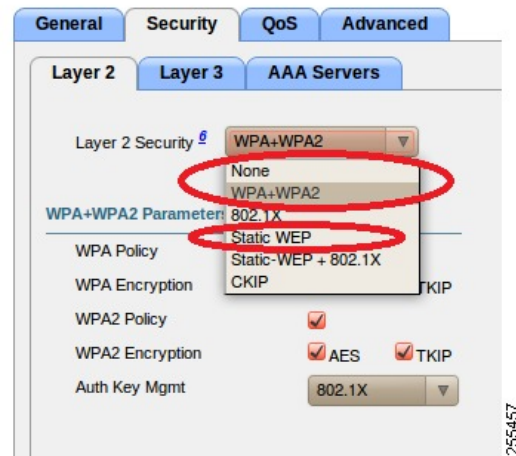 General Security QoS Advanced
Layer 2 Layer 3 AAA Servers
Layer 2 Security 6 WPA+WPA2
None
WPA+WPA2
802.1X
Static WEP
Static-WEP + 802.1X
CKIP
WPA+WPA2 Parameters
WPA Policy
WPA Encryption TKIP
WPA2 Policy
WPA2 Encryption AES TKIP
Auth Key Mgmt 802.1X
255457